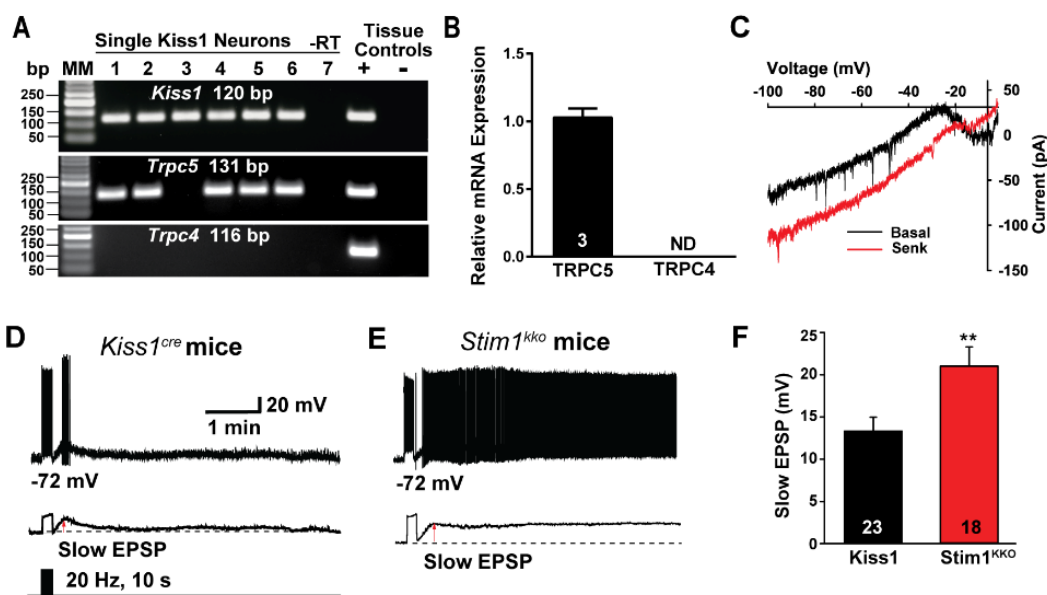 A
Single Kiss1 Neurons -RT Tissue Controls
bp MM 1 2 3 4 5 6 7 + -
Kiss1 120 bp
250
150
100
50
Trpc5 131 bp
250
150
100
50
Trpc4 116 bp
250
150
100
50
B
Relative mRNA Expression
1.5
1.0
0.5
0.0
3
ND
TRPC5 TRPC4
C
Voltage (mV)
-100 -80 -60 -40 -20
50
0
-50
-100
-150
Current (pA)
Basal
Senk
D
Kiss1cre mice
20 mV
1 min
-72 mV
Slow EPSP
20 Hz, 10 s
E
Stim1kko mice
-72 mV
Slow EPSP
F
Slow EPSP (mV)
25
20
15
10
5
0
**
23
18
Kiss1 Stim1KKO